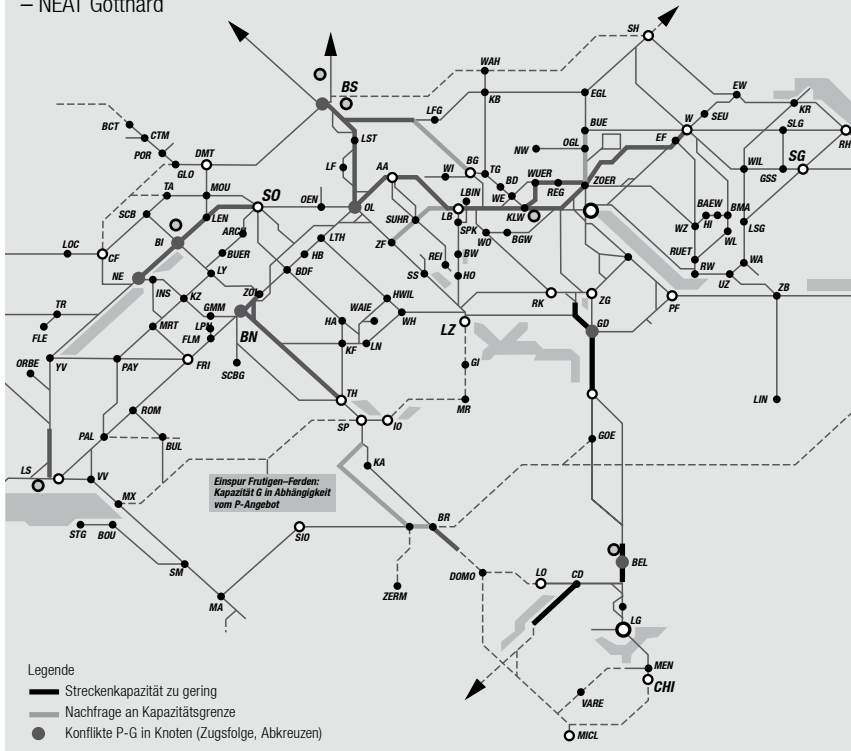 – NEAT Gotthard
SH
WAH
BS
KB
EGL
EW
KR
LFG
BUE
SEU
SLG
BCT
CTM
LST
OGL
EF
W
RH
POR
DMT
NW
WIL
SG
GLO
LF
AA
WI
BG
TG
ZOER
GSS
TA
MOU
SO
BD
WUER
REG
OEN
OL
LBIN
WE
SCB
LEN
SUHR
LB
KLW
BAEW
BMA
BI
ARCH
SPK
WO
BGW
WZ
HI
LSG
LTH
ZF
WL
LOC
CF
BUER
HB
REI
BW
RUET
WA
NE
LY
BDF
SS
HO
RW
UZ
ZB
INS
KZ
ZOL
HWIL
RK
ZG
PF
TR
GMM
WAIE
FLE
MRT
LPN
BN
HA
WH
LZ
GD
FLM
KF
LN
ORBE
YV
PAY
FRI
SCBG
GI
TH
MR
LIN
ROM
SP
IO
PAL
BUL
GOE
LS
KA
VV
Einspur Frutigen–Ferden:
Kapazität G in Abhängigkeit
vom P-Angebot
MX
STG
BOU
SIO
BR
BEL
SM
DOMO
LO
CD
MA
ZERM
LG
MEN
CHI
VARE
MICL
Legende
Streckenkapazität zu gering
Nachfrage an Kapazitätsgrenze
Konflikte P-G in Knoten (Zugsfolge, Abkreuzen)